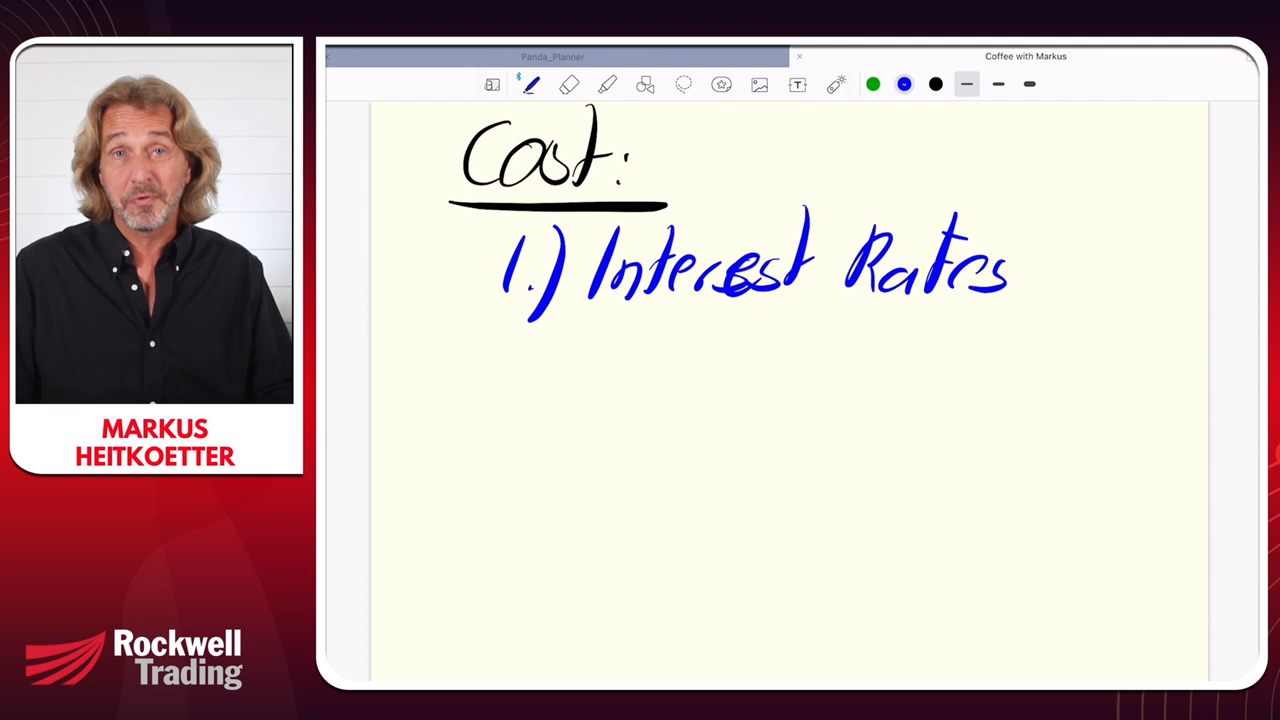 Panda_Planner
Coffee with Markus
Cost:
1.) Interest Rates
MARKUS
HEITKOETTER
Rockwell
Trading